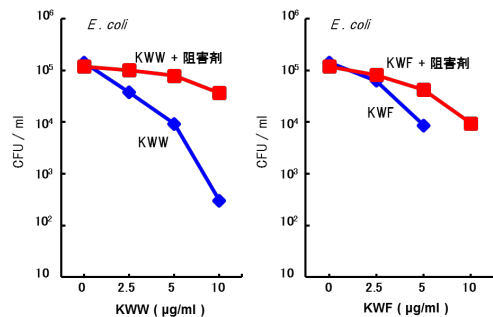 E. coli
10⁶
10⁵
10⁴
10³
10²
10
CFU / ml
KWW + 阻害剤
KWW
0 2.5 5 10
KWW ( µg/ml )
E. coli
10⁶
10⁵
10⁴
10³
10²
10
CFU / ml
KWF + 阻害剤
KWF
0 2.5 5 10
KWF ( µg/ml )